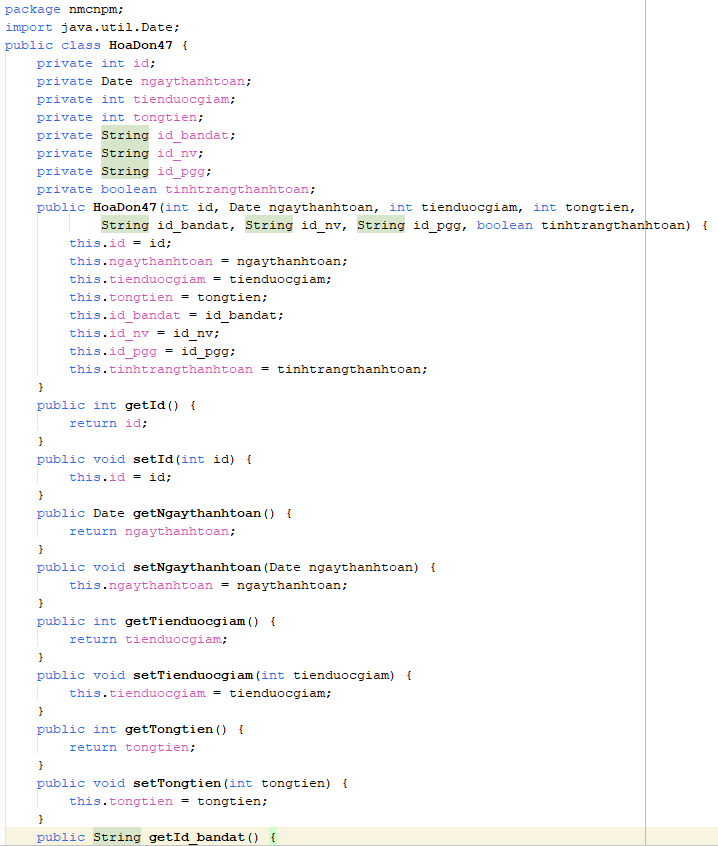 package nmcnpm;
import java.util.Date;
public class HoaDon47 {
    private int id;
    private Date ngaythanhtoan;
    private int tienduocgiam;
    private int tongtien;
    private String id_bandat;
    private String id_nv;
    private String id_pgg;
    private boolean tinhtrangthanhtoan;
    public HoaDon47(int id, Date ngaythanhtoan, int tienduocgiam, int tongtien,
            String id_bandat, String id_nv, String id_pgg, boolean tinhtrangthanhtoan) {
        this.id = id;
        this.ngaythanhtoan = ngaythanhtoan;
        this.tienduocgiam = tienduocgiam;
        this.tongtien = tongtien;
        this.id_bandat = id_bandat;
        this.id_nv = id_nv;
        this.id_pgg = id_pgg;
        this.tinhtrangthanhtoan = tinhtrangthanhtoan;
    }
    public int getId() {
        return id;
    }
    public void setId(int id) {
        this.id = id;
    }
    public Date getNgaythanhtoan() {
        return ngaythanhtoan;
    }
    public void setNgaythanhtoan(Date ngaythanhtoan) {
        this.ngaythanhtoan = ngaythanhtoan;
    }
    public int getTienduocgiam() {
        return tienduocgiam;
    }
    public void setTienduocgiam(int tienduocgiam) {
        this.tienduocgiam = tienduocgiam;
    }
    public int getTongtien() {
        return tongtien;
    }
    public void setTongtien(int tongtien) {
        this.tongtien = tongtien;
    }
    public String getId_bandat() {